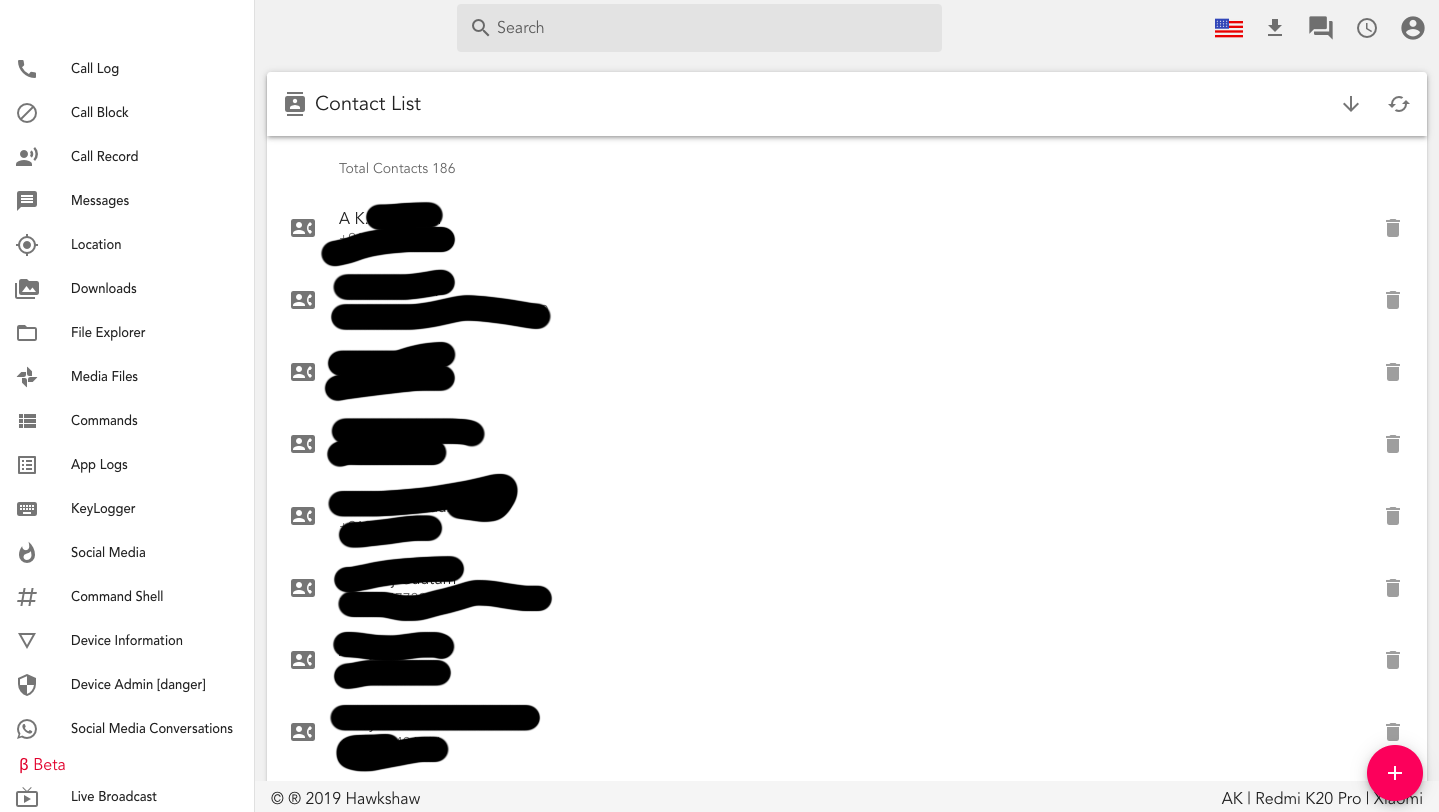 Search
Call Log
Call Block
Call Record
Messages
Location
Downloads
File Explorer
Media Files
Commands
App Logs
KeyLogger
Social Media
Command Shell
Device Information
Device Admin [danger]
Social Media Conversations
β Beta
Live Broadcast
Contact List
Total Contacts 186
A K
© ® 2019 Hawkshaw
AK | Redmi K20 Pro | Xiaomi